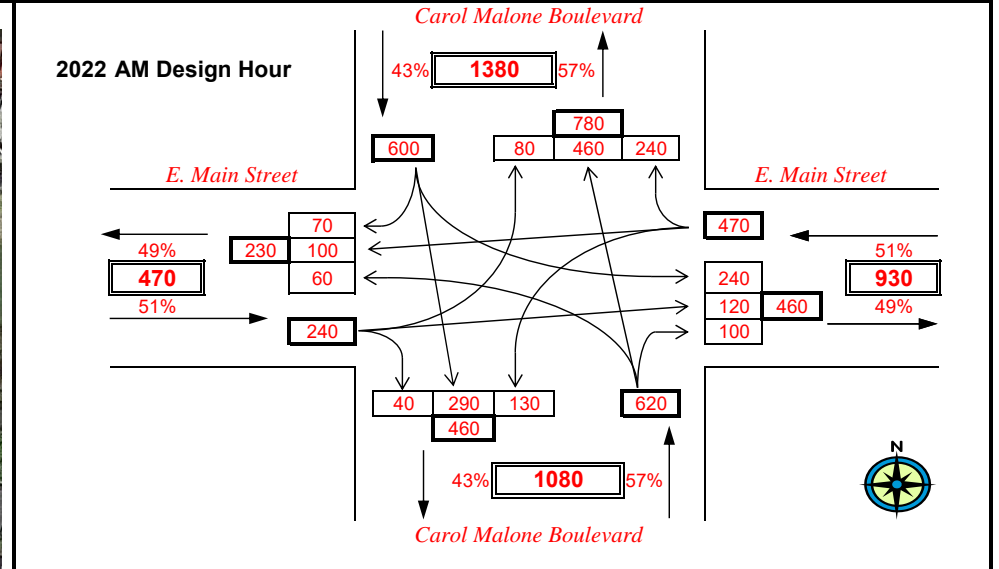 Carol Malone Boulevard
2022 AM Design Hour
43% 1380 57%
780
600 80 460 240
E. Main Street E. Main Street
70 470
49% 230 100 51%
470 60 240 930
51% 120 460 49%
240 100
40 290 130 620
460
N
43% 1080 57%
Carol Malone Boulevard